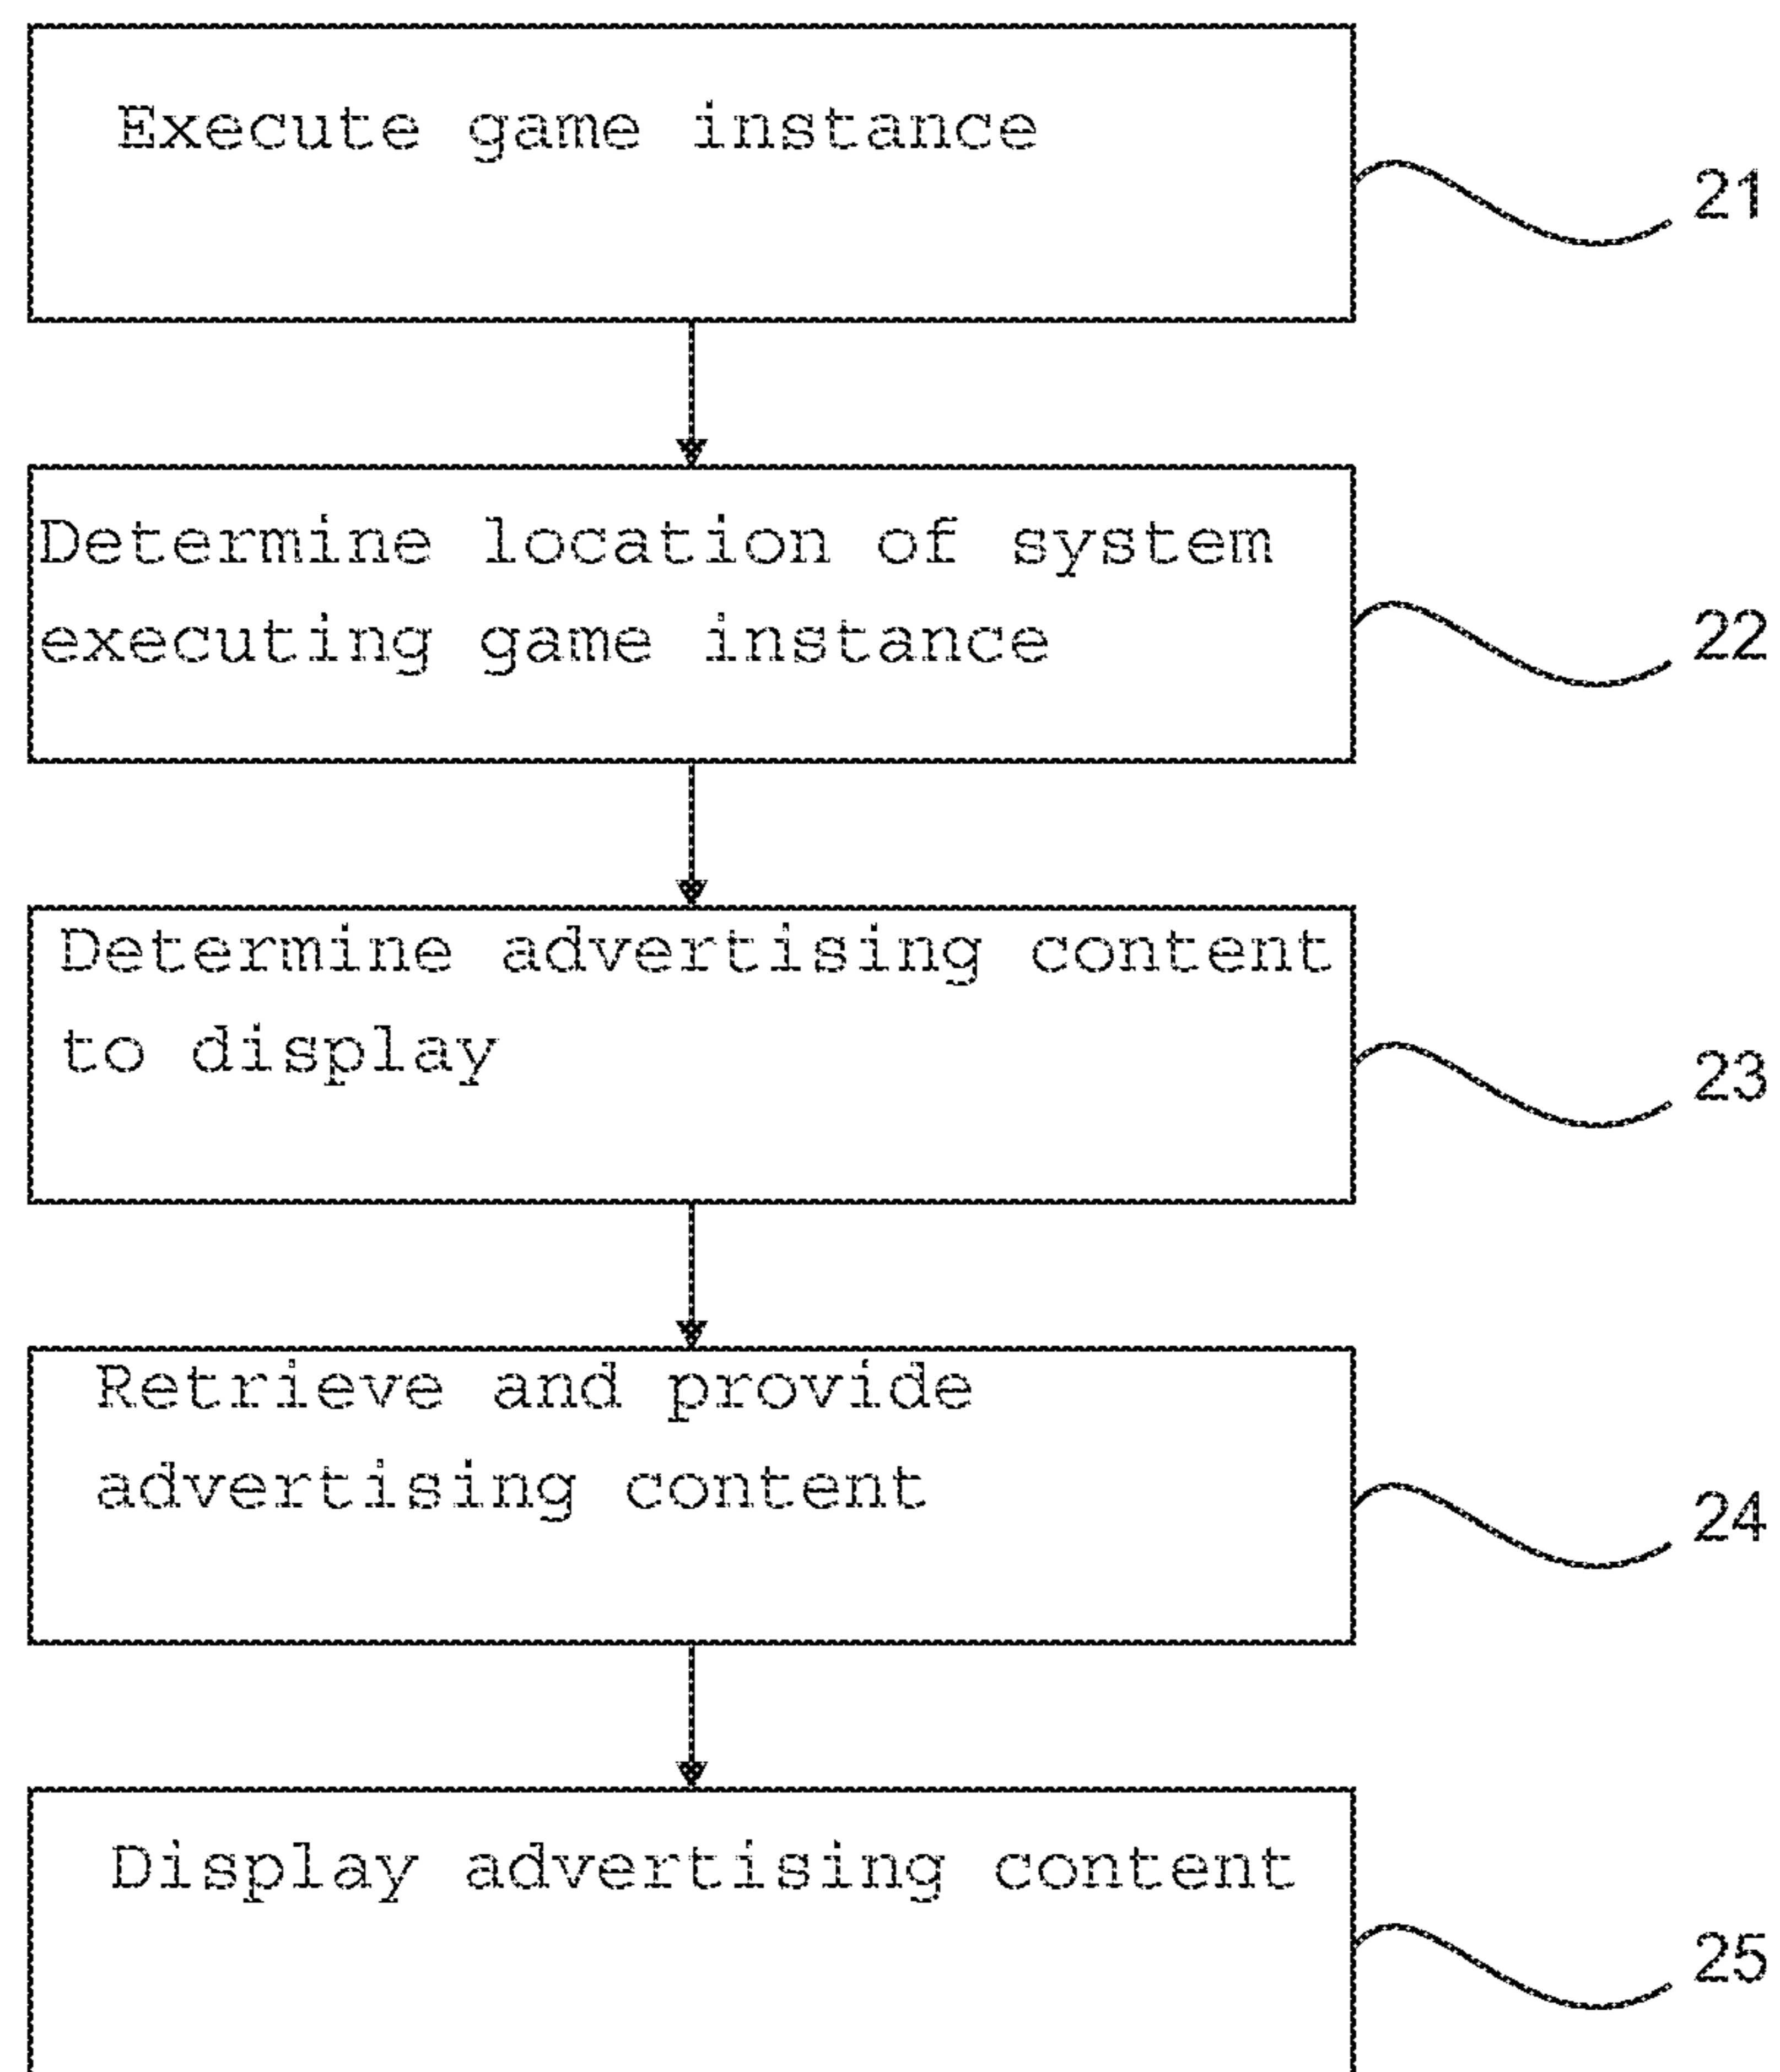 Execute game instance
21
Determine location of system
executing game instance
22
Determine advertising content
to display
23
Retrieve and provide
advertising content
24
Display advertising content
25